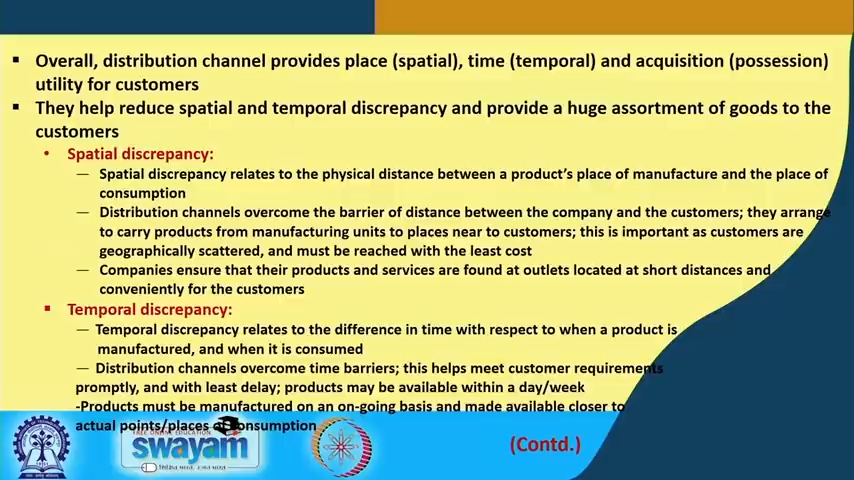 ▪ Overall, distribution channel provides place (spatial), time (temporal) and acquisition (possession)
utility for customers
▪ They help reduce spatial and temporal discrepancy and provide a huge assortment of goods to the
customers
• Spatial discrepancy:
— Spatial discrepancy relates to the physical distance between a product's place of manufacture and the place of
consumption
— Distribution channels overcome the barrier of distance between the company and the customers; they arrange
to carry products from manufacturing units to places near to customers; this is important as customers are
geographically scattered, and must be reached with the least cost
— Companies ensure that their products and services are found at outlets located at short distances and
conveniently for the customers
▪ Temporal discrepancy:
— Temporal discrepancy relates to the difference in time with respect to when a product is
manufactured, and when it is consumed
— Distribution channels overcome time barriers; this helps meet customer requirements
promptly, and with least delay; products may be available within a day/week
-Products must be manufactured on an on-going basis and made available closer to
actual points/places of consumption
FREE ONLINE EDUCATION
swayam
(Contd.)